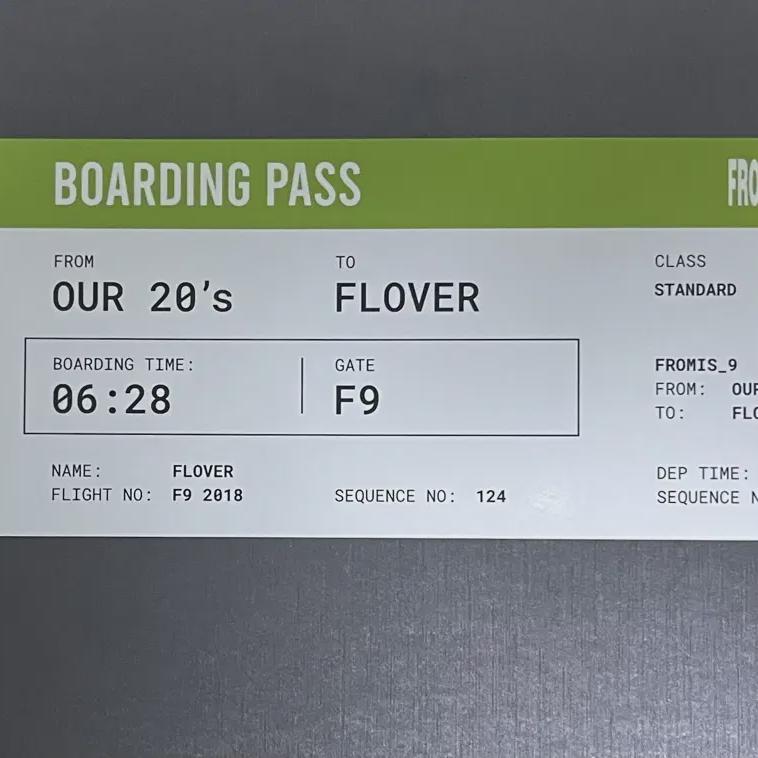 BOARDING PASS
FROM TO CLASS
OUR 20's FLOVER STANDARD
BOARDING TIME: GATE FROMIS_9
06:28 F9 FROM:
TO:
NAME: FLOVER DEP TIME:
FLIGHT NO: F9 2018 SEQUENCE NO: 124 SEQUENCE